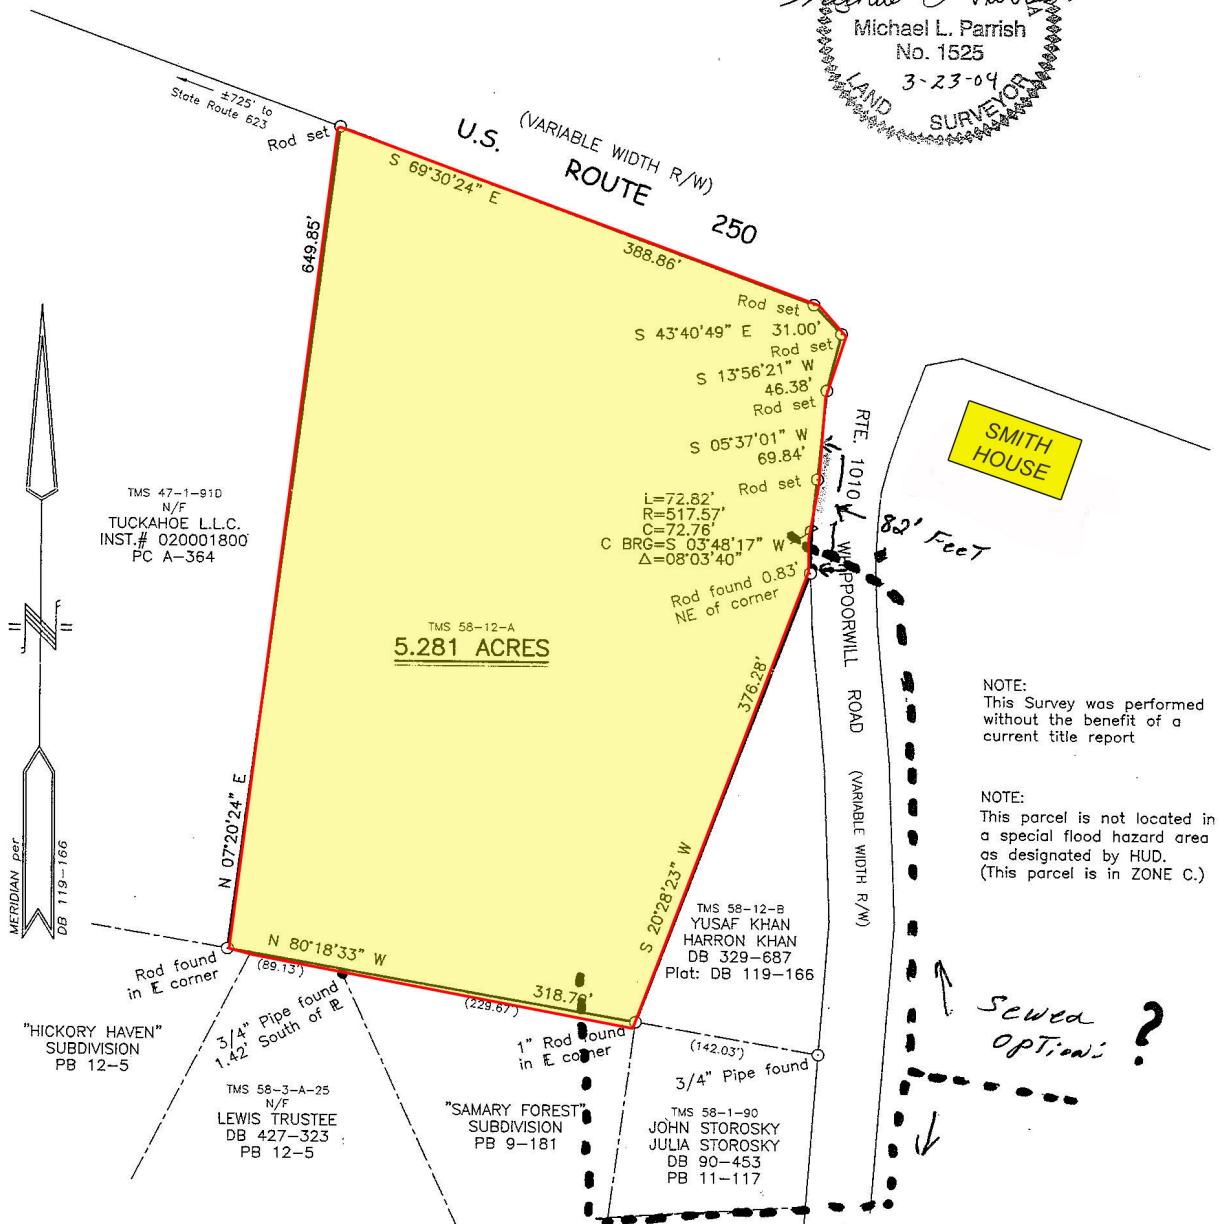 Michael L. Parrish
No. 1525
3-23-04
LAND SURVEYOR
±725' to
State Route 623
Rod set
U.S. ROUTE 250
(VARIABLE WIDTH R/W)
S 69°30'24" E
388.86'
649.85'
N 07°20'24" E
Rod set
S 43°40'49" E 31.00'
Rod set
S 13°56'21" W
46.38'
Rod set
S 05°37'01" W
69.84'
Rod set
L=72.82'
R=517.57'
C=72.76'
C BRG=S 03°48'17" W
Δ=08°03'40"
Rod found 0.83'
NE of corner
RTE. 1010 / WHIPPOORWILL ROAD (VARIABLE WIDTH R/W)
SMITH
HOUSE
82' FeeT
TMS 47-1-91D
N/F
TUCKAHOE L.L.C.
INST.# 020001800
PC A-364
N
MERIDIAN per
DB 119-166
TMS 58-12-A
5.281 ACRES
376.28'
S 20°28'23" W
NOTE:
This Survey was performed
without the benefit of a
current title report
NOTE:
This parcel is not located in
a special flood hazard area
as designated by HUD.
(This parcel is in ZONE C.)
TMS 58-12-B
YUSAF KHAN
HARRON KHAN
DB 329-687
Plat: DB 119-166
N 80°18'33" W
318.79'
(89.13')
(229.67')
(142.03')
Rod found
in ℄ corner
3/4" Pipe found
1.42' South of ℄
1" Rod found
in ℄ corner
3/4" Pipe found
"HICKORY HAVEN"
SUBDIVISION
PB 12-5
TMS 58-3-A-25
N/F
LEWIS TRUSTEE
DB 427-323
PB 12-5
"SAMARY FOREST"
SUBDIVISION
PB 9-181
TMS 58-1-90
JOHN STOROSKY
JULIA STOROSKY
DB 90-453
PB 11-117
Sewer
OPTions ?